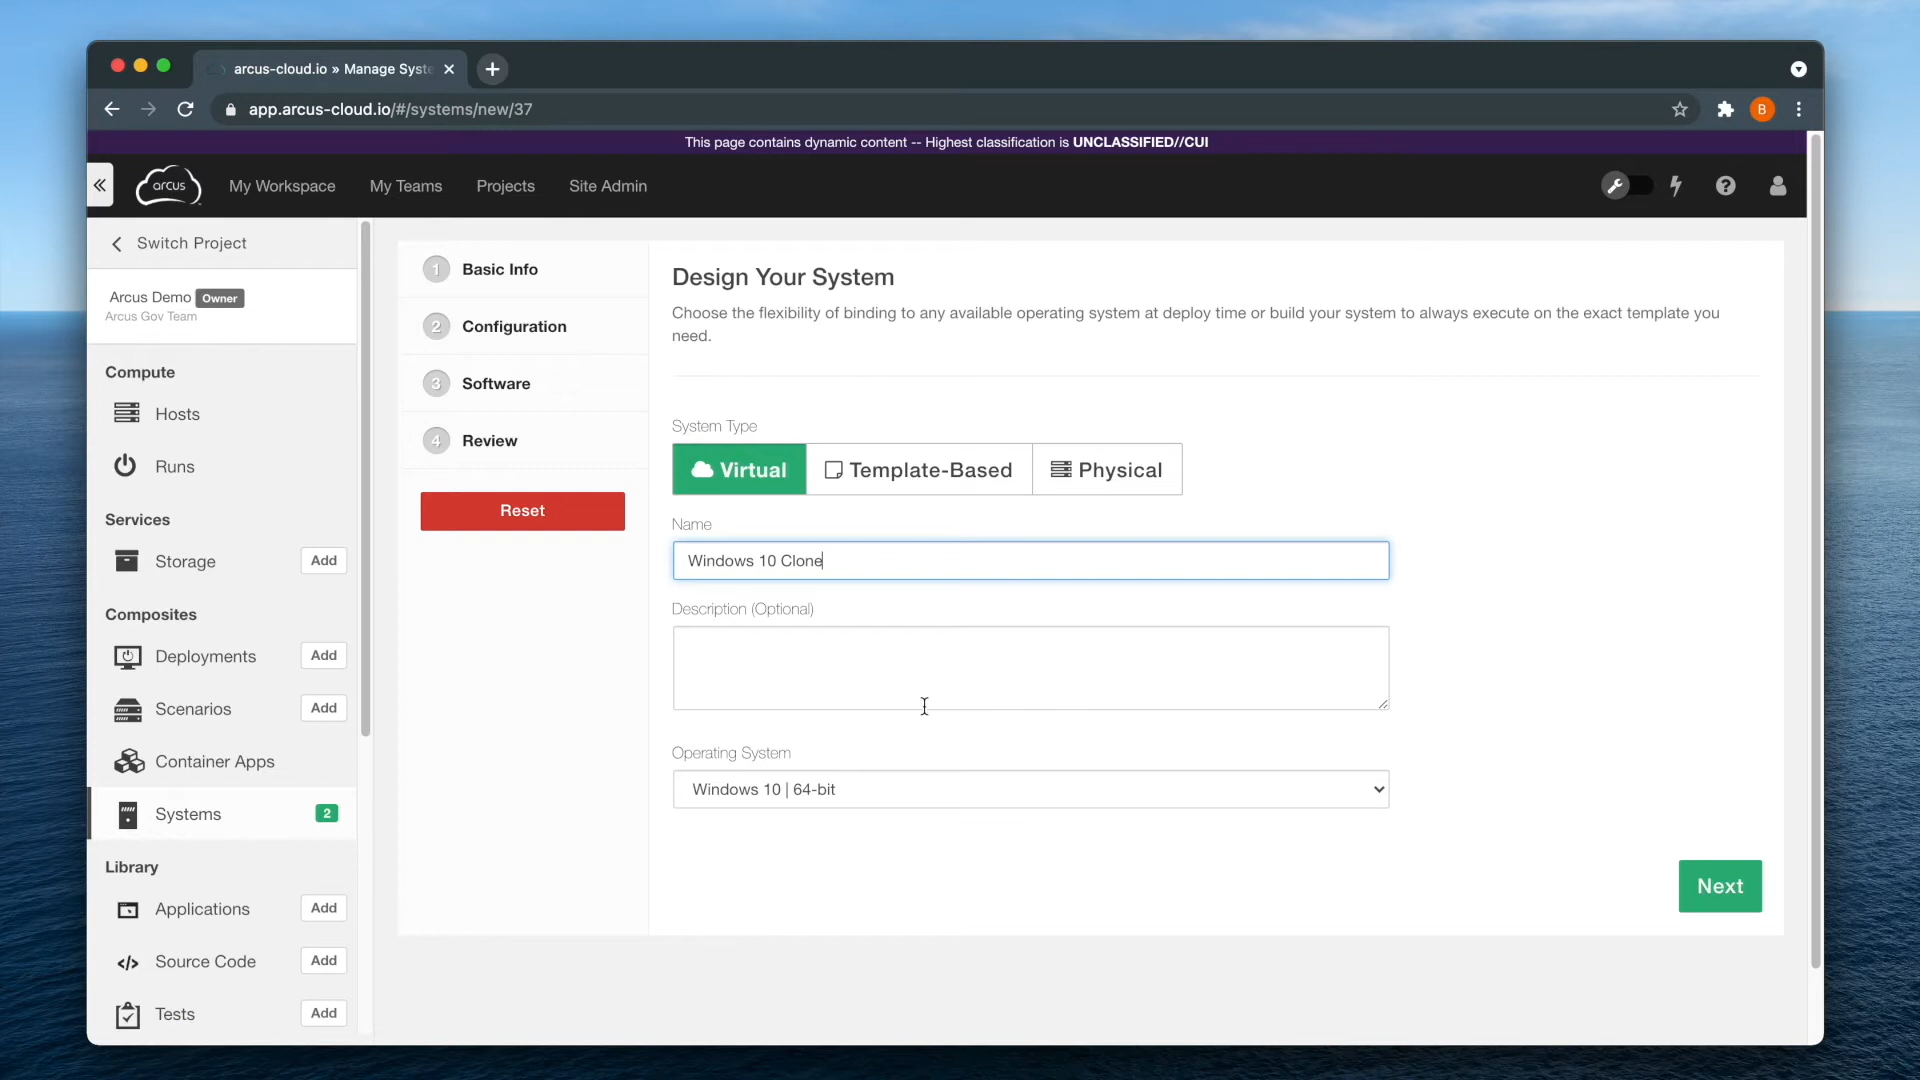 arcus-cloud.io » Manage Syste
app.arcus-cloud.io/#/systems/new/37
B
This page contains dynamic content -- Highest classification is UNCLASSIFIED//CUI
arcus
My Workspace
My Teams
Projects
Site Admin
Switch Project
Arcus Demo Owner
Arcus Gov Team
Compute
Hosts
Runs
Services
Storage Add
Composites
Deployments Add
Scenarios Add
Container Apps
Systems 2
Library
Applications Add
Source Code Add
Tests Add
1 Basic Info
2 Configuration
3 Software
4 Review
Reset
Design Your System
Choose the flexibility of binding to any available operating system at deploy time or build your system to always execute on the exact template you
need.
System Type
Virtual
Template-Based
Physical
Name
Windows 10 Clone
Description (Optional)
Operating System
Windows 10 | 64-bit
Next